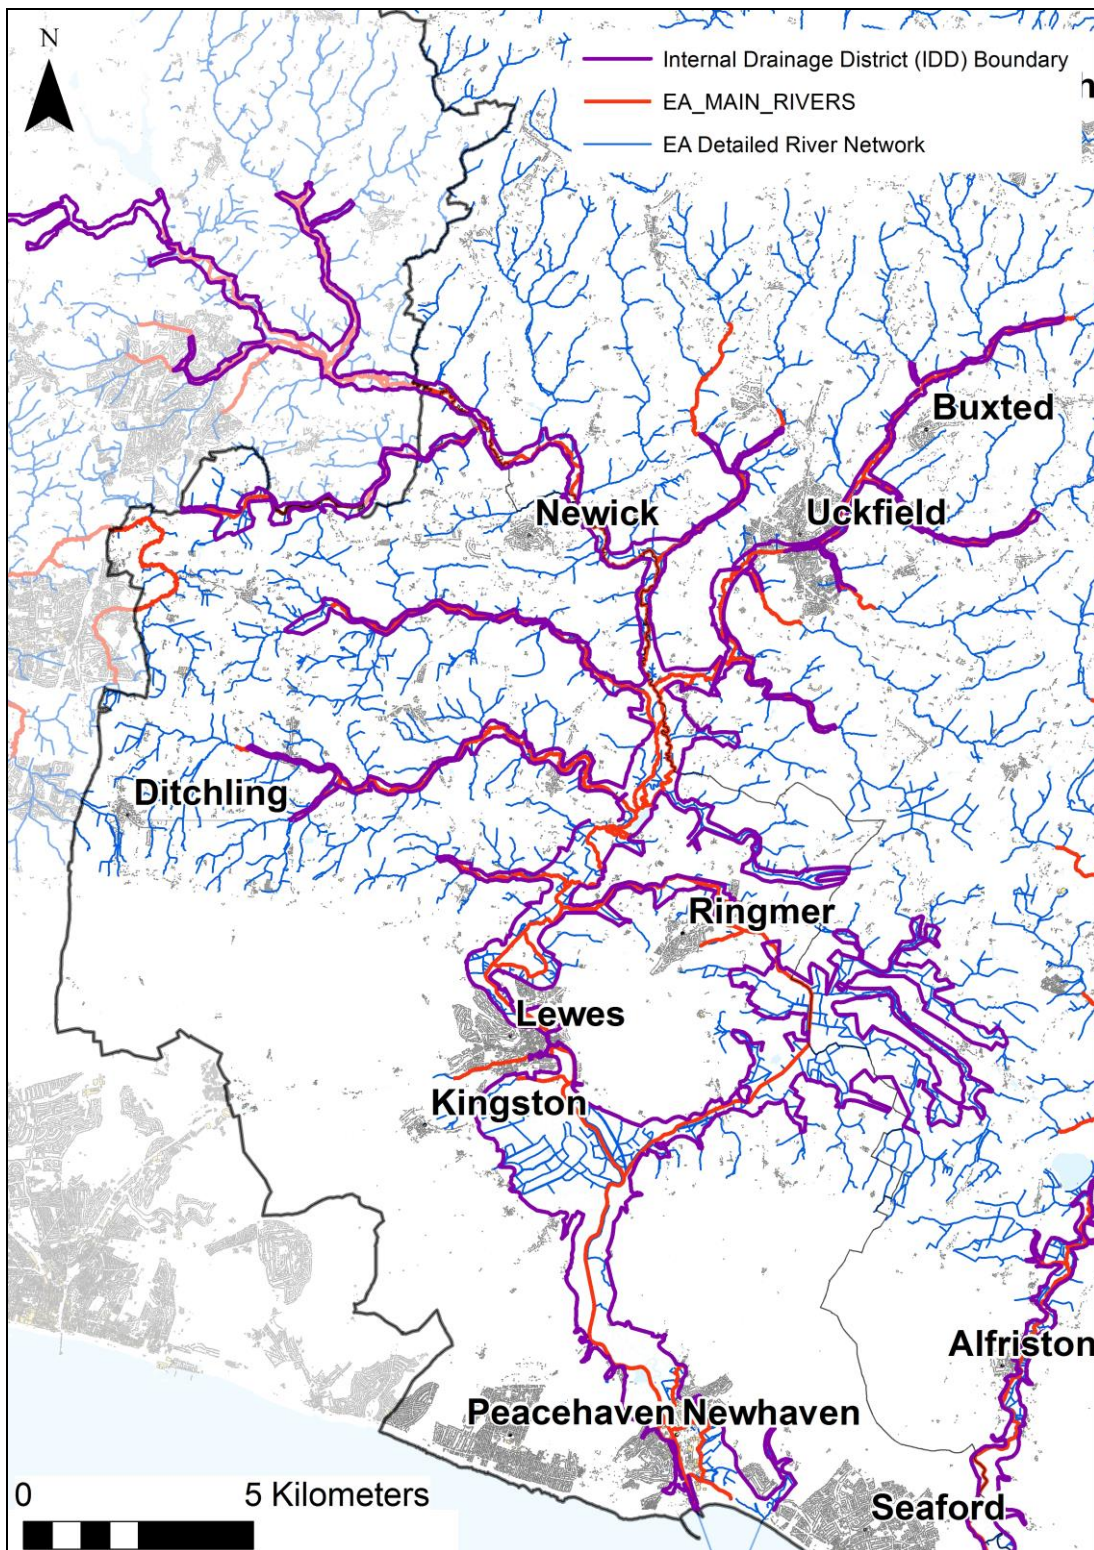 N
Internal Drainage District (IDD) Boundary
EA_MAIN_RIVERS
EA Detailed River Network
h
Buxted
Newick
Uckfield
Ditchling
Ringmer
Lewes
Kingston
Alfriston
Peacehaven
Newhaven
Seaford
0
5 Kilometers